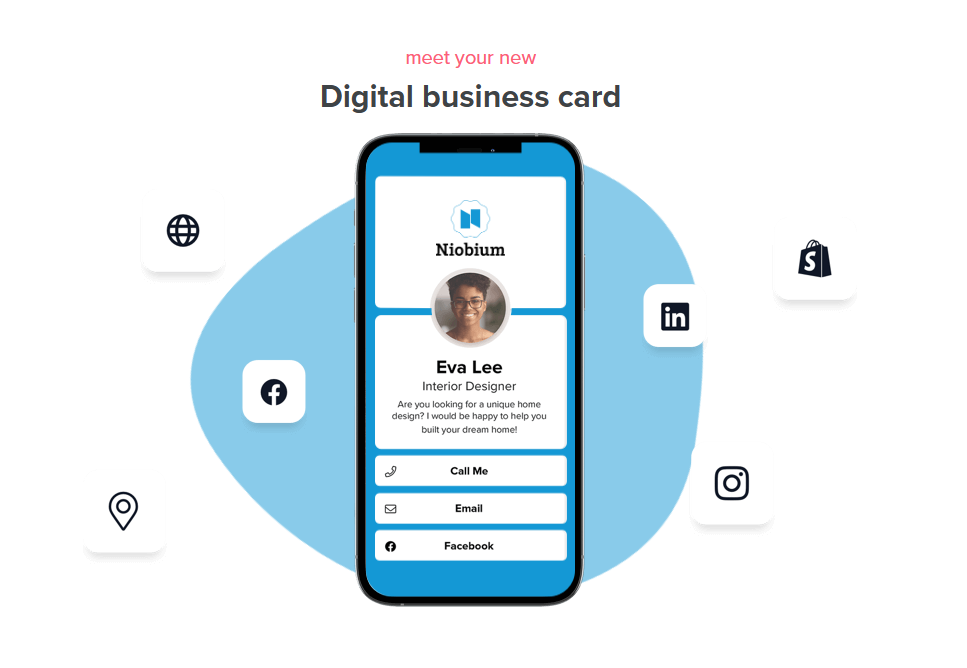 meet your new
Digital business card
Niobium
Eva Lee
Interior Designer
Are you looking for a unique home
design? I would be happy to help you
built your dream home!
Call Me
Email
Facebook